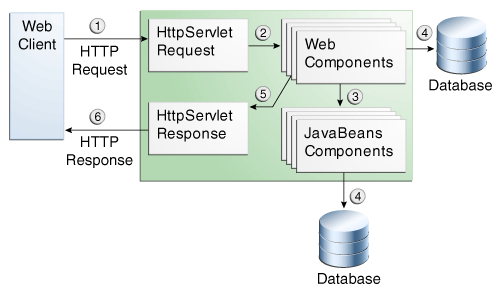 Web
Client
1
HTTP
Request
HttpServlet
Request
2
Web
Components
4
Database
3
5
HttpServlet
Response
6
HTTP
Response
JavaBeans
Components
4
Database